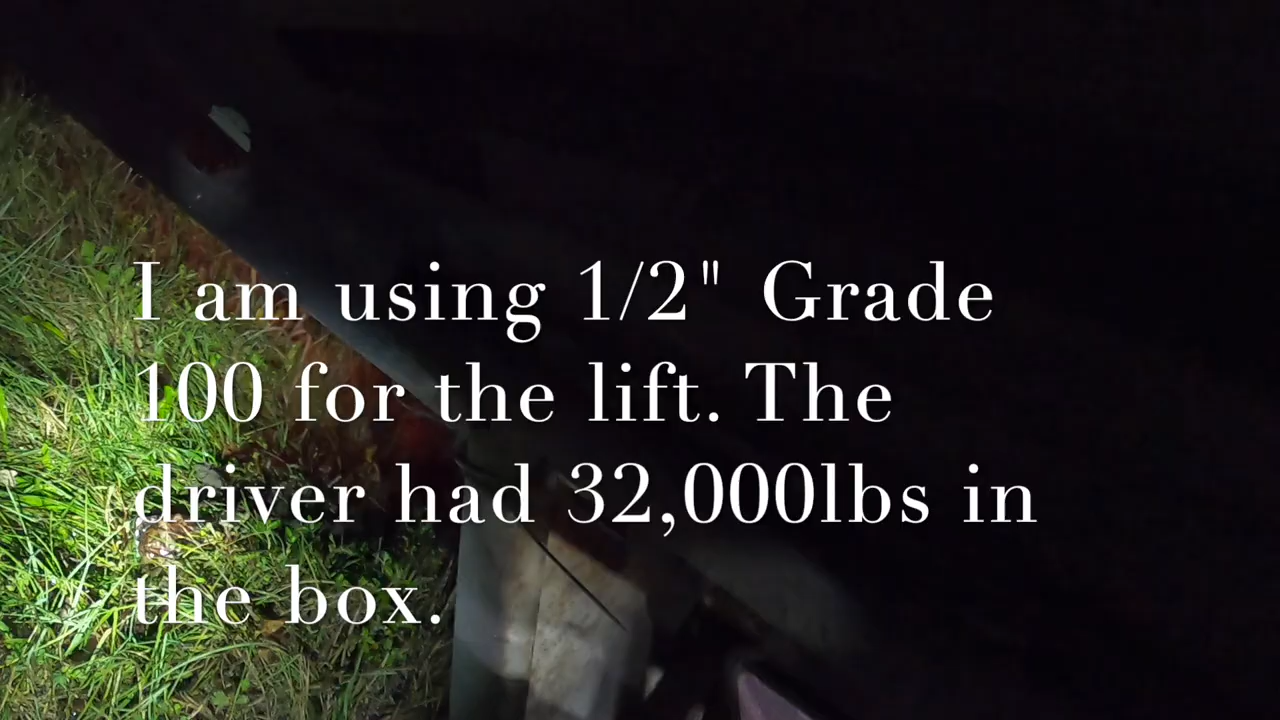 I am using 1/2" Grade
100 for the lift. The
driver had 32,000lbs in
the box.